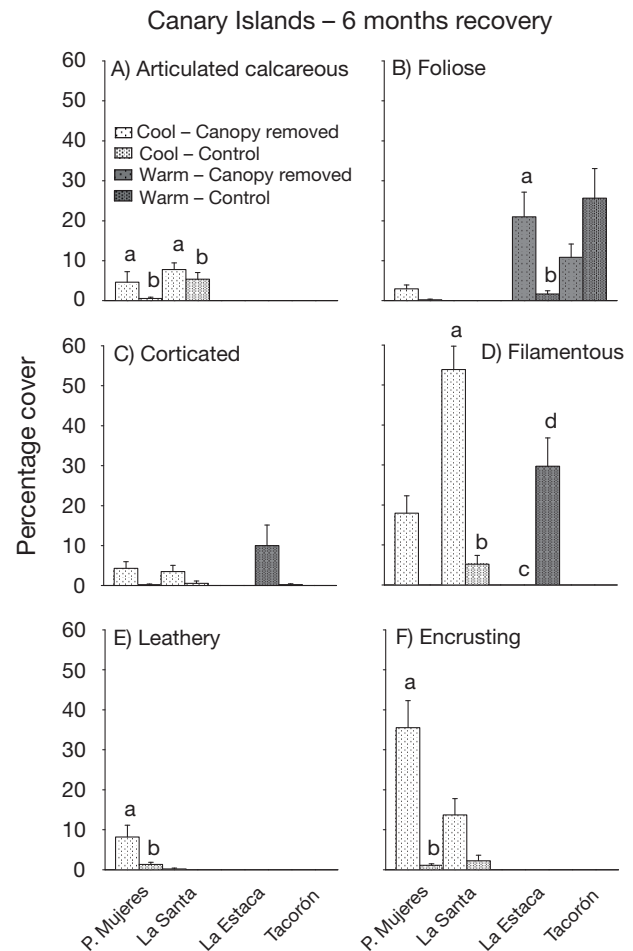 Canary Islands – 6 months recovery
60
50
40
30
20
10
0
A) Articulated calcareous
Cool – Canopy removed
Cool – Control
Warm – Canopy removed
Warm – Control
a
b
a
b
B) Foliose
a
b
Percentage cover
60
50
40
30
20
10
0
C) Corticated
D) Filamentous
a
b
c
d
60
50
40
30
20
10
0
E) Leathery
a
b
F) Encrusting
a
b
P. Mujeres
La Santa
La Estaca
Tacorón
P. Mujeres
La Santa
La Estaca
Tacorón